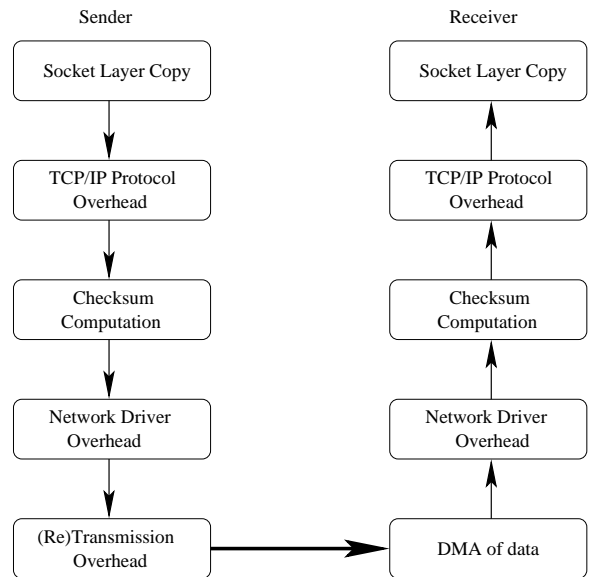 Sender
Socket Layer Copy
TCP/IP Protocol
Overhead
Checksum
Computation
Network Driver
Overhead
(Re)Transmission
Overhead
Receiver
Socket Layer Copy
TCP/IP Protocol
Overhead
Checksum
Computation
Network Driver
Overhead
DMA of data